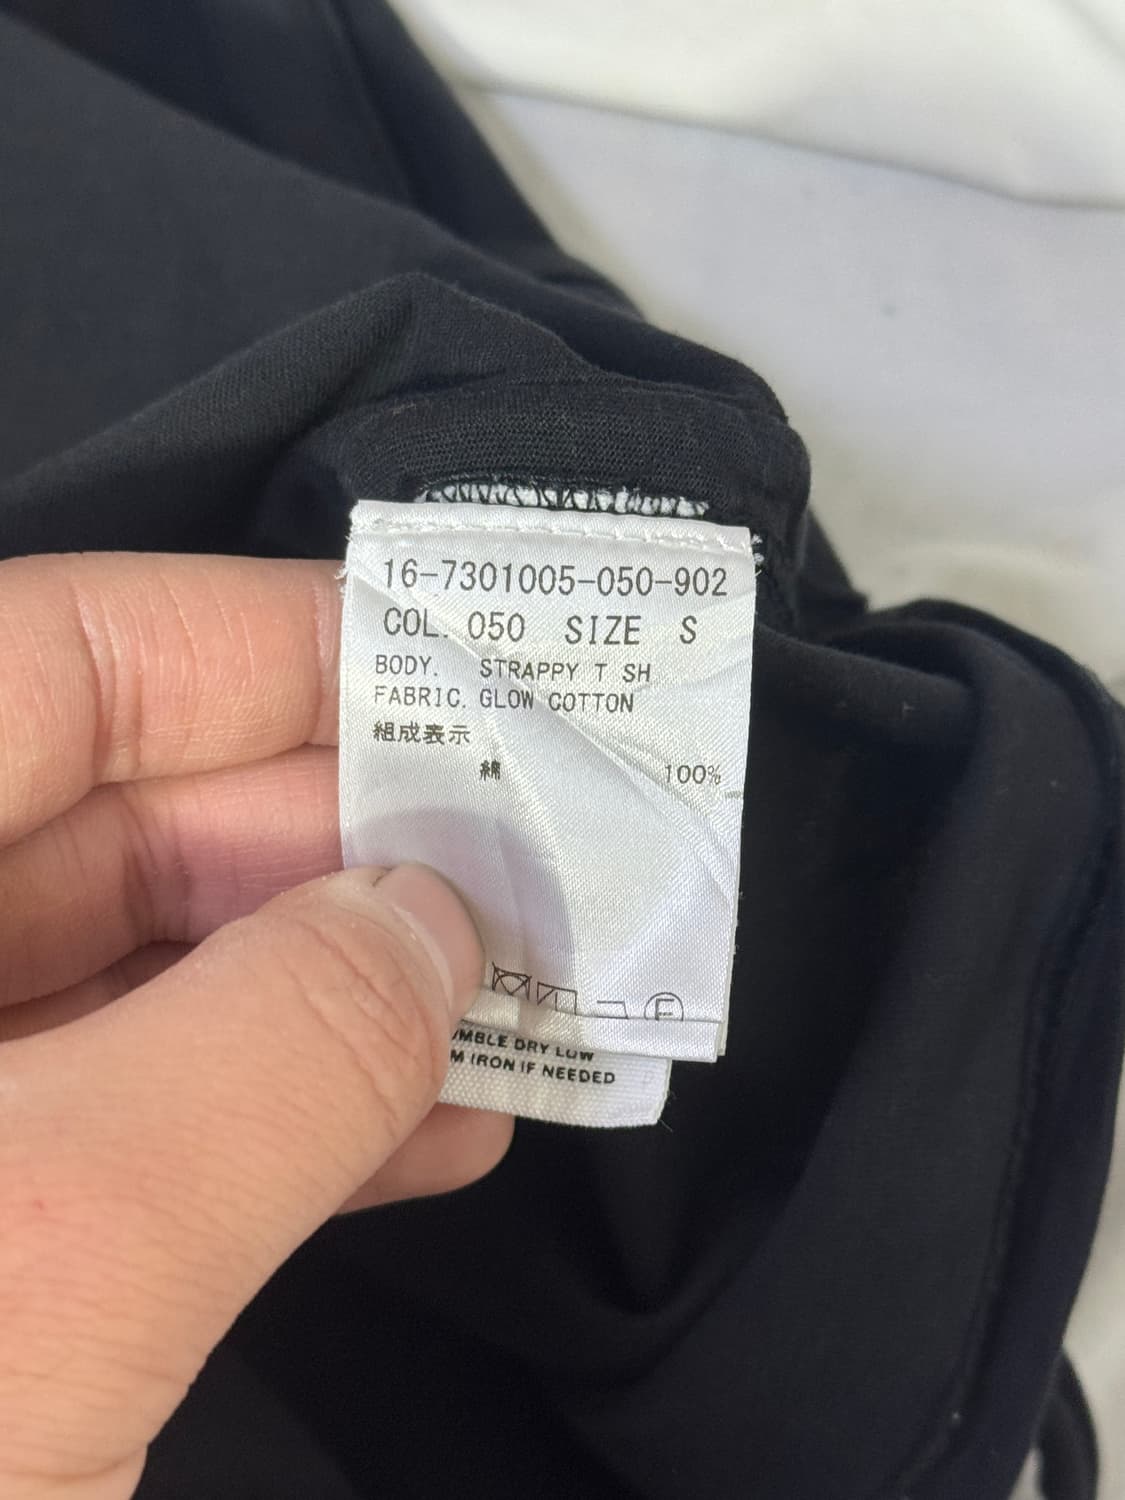 16-7301005-050-902
COL. 050 SIZE S
BODY. STRAPPY T SH
FABRIC. GLOW COTTON
組成表示
綿 100%
F
DRY LOW
IRON IF NEEDED